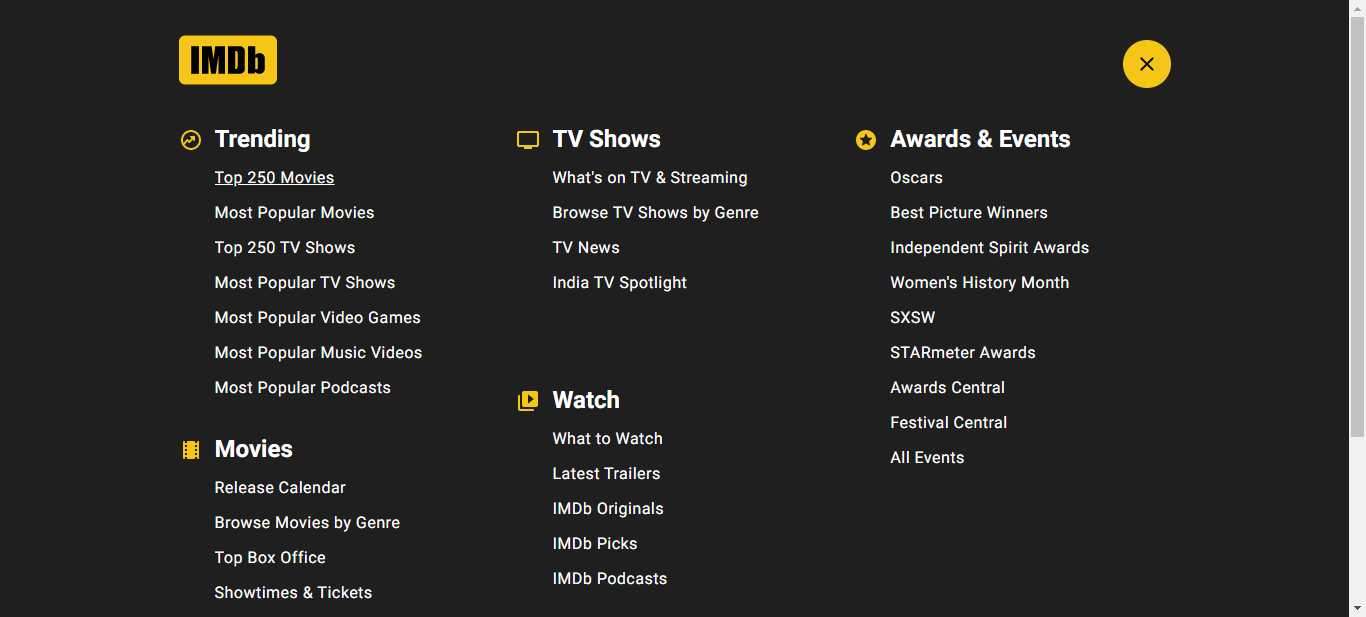 IMDb
Trending
Top 250 Movies
Most Popular Movies
Top 250 TV Shows
Most Popular TV Shows
Most Popular Video Games
Most Popular Music Videos
Most Popular Podcasts
Movies
Release Calendar
Browse Movies by Genre
Top Box Office
Showtimes & Tickets
TV Shows
What's on TV & Streaming
Browse TV Shows by Genre
TV News
India TV Spotlight
Watch
What to Watch
Latest Trailers
IMDb Originals
IMDb Picks
IMDb Podcasts
Awards & Events
Oscars
Best Picture Winners
Independent Spirit Awards
Women's History Month
SXSW
STARmeter Awards
Awards Central
Festival Central
All Events